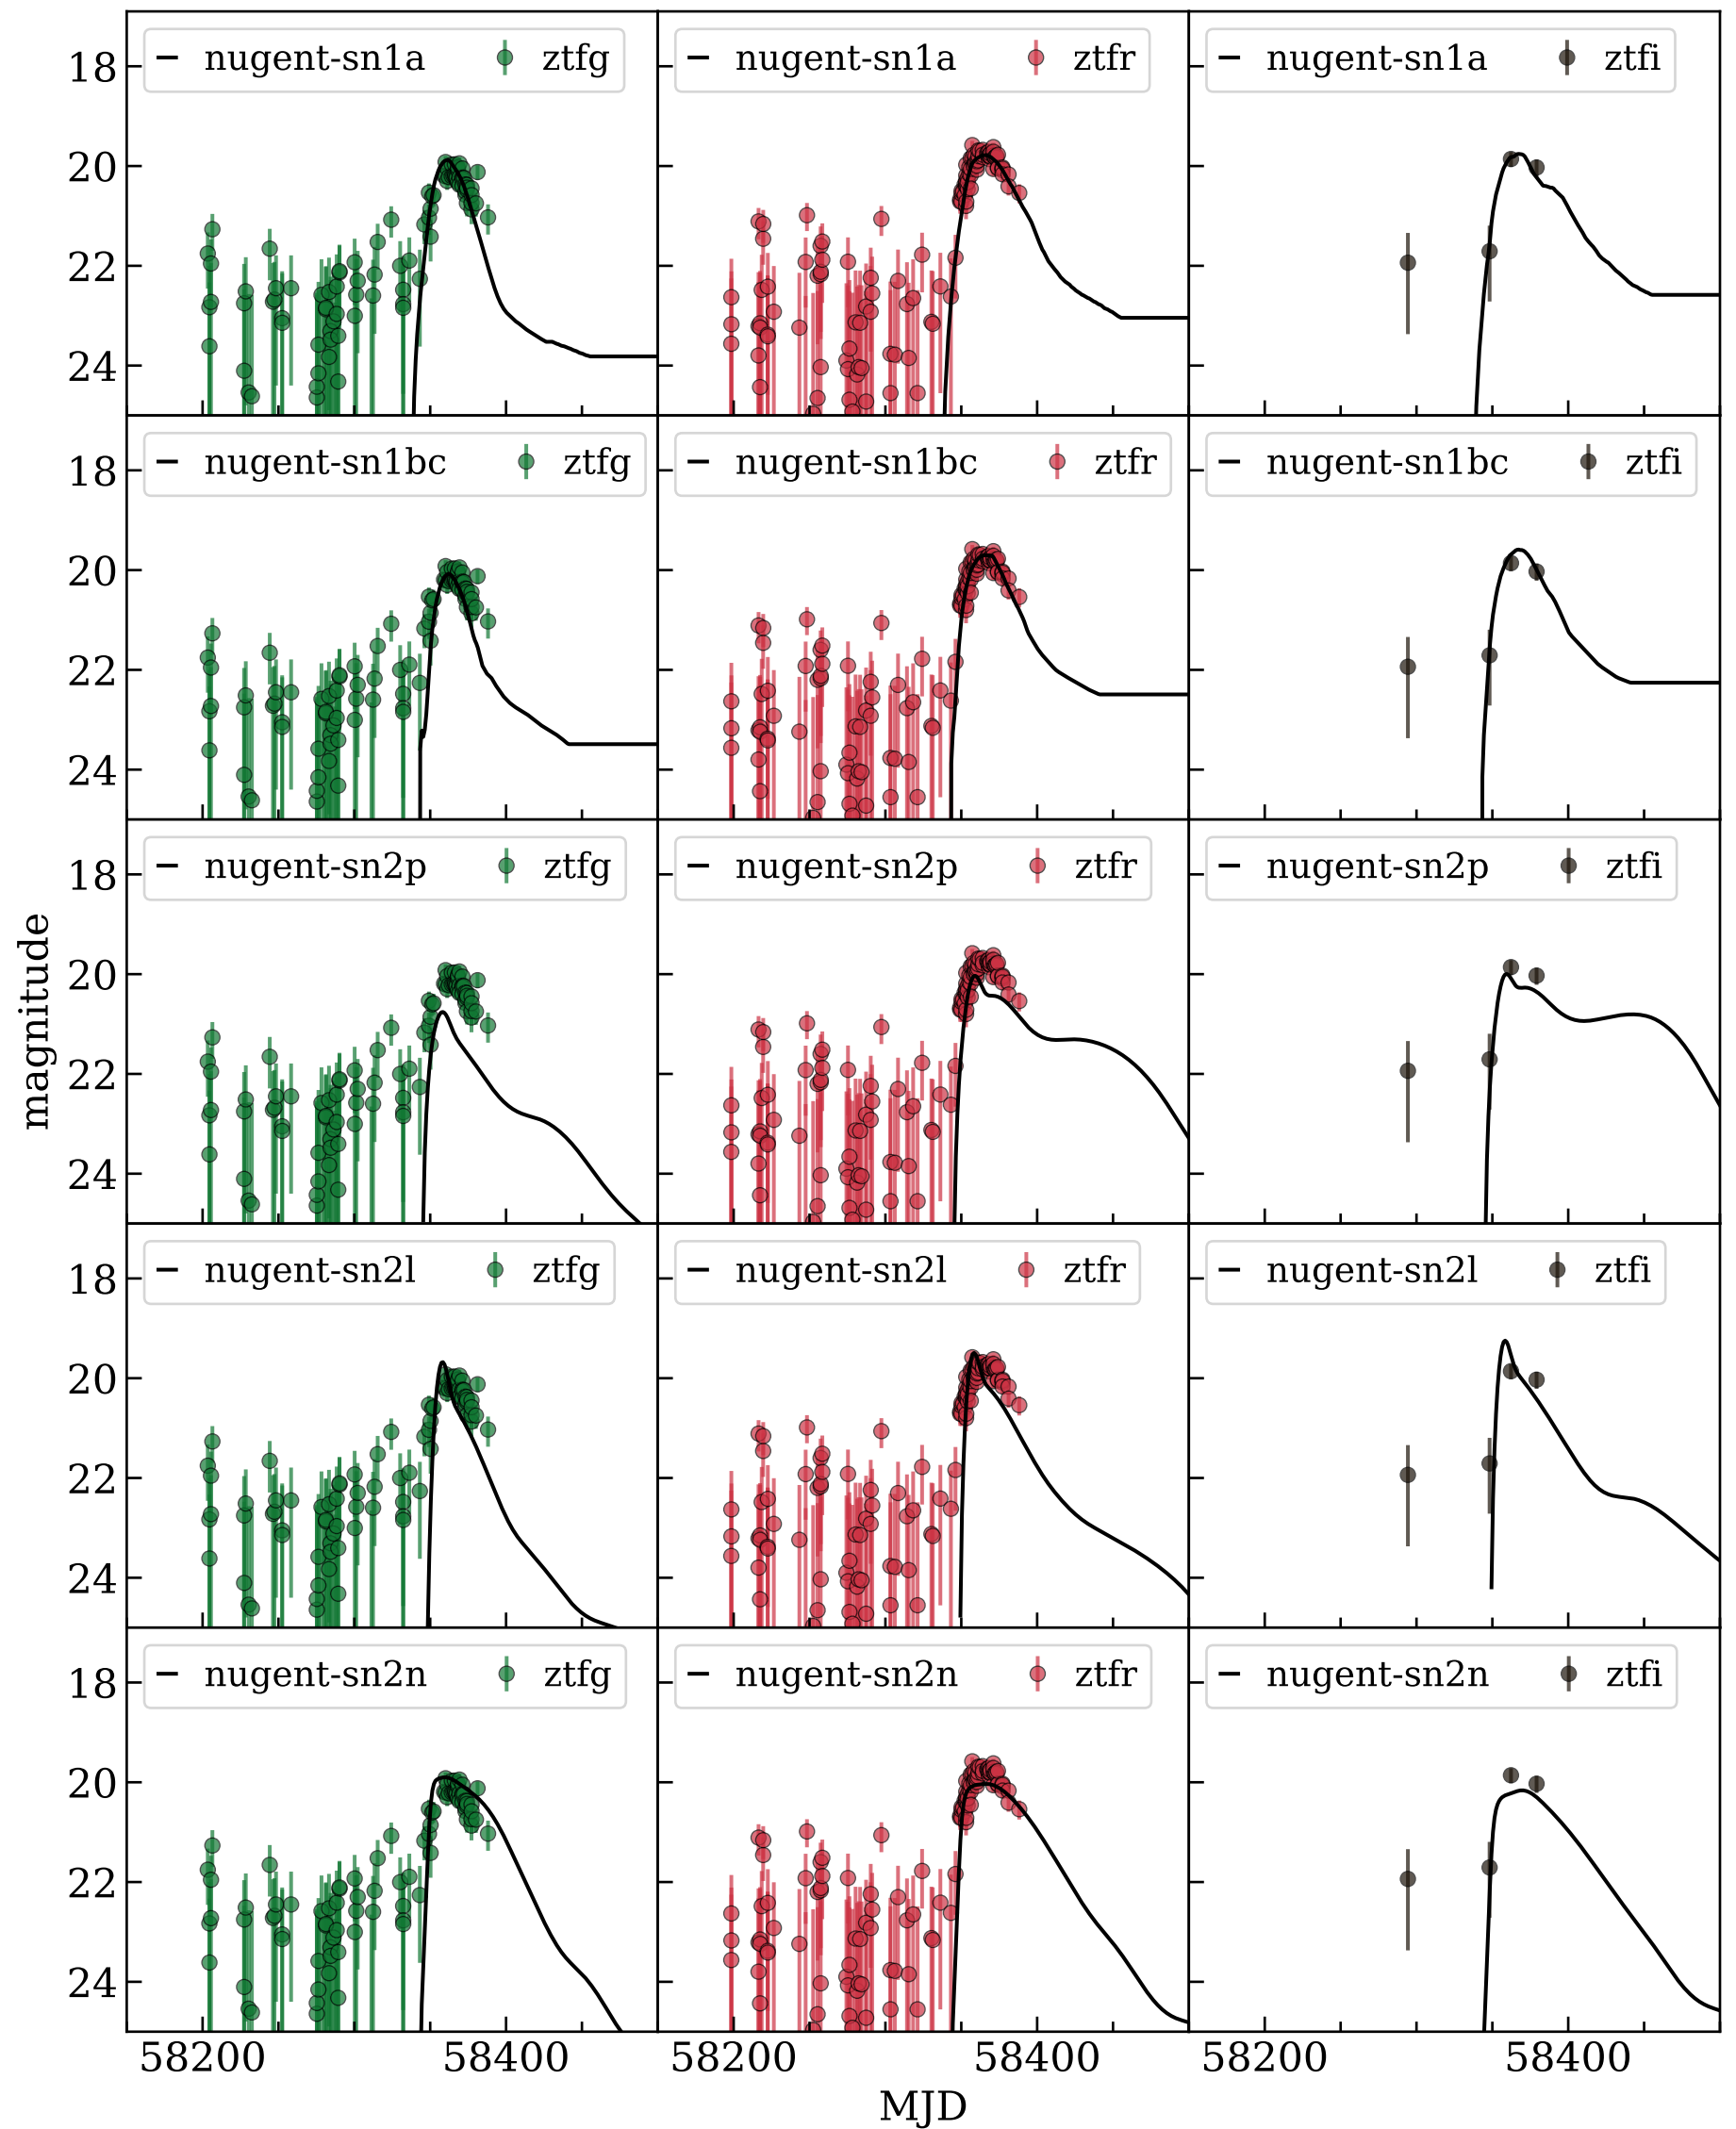 nugent-sn1a ztfg nugent-sn1a ztfr nugent-sn1a ztfi
18
20
22
24
nugent-sn1bc ztfg nugent-sn1bc ztfr nugent-sn1bc ztfi
18
20
22
24
nugent-sn2p ztfg nugent-sn2p ztfr nugent-sn2p ztfi
18
magnitude
20
22
24
nugent-sn2l ztfg nugent-sn2l ztfr nugent-sn2l ztfi
18
20
22
24
nugent-sn2n ztfg nugent-sn2n ztfr nugent-sn2n ztfi
18
20
22
24
58200 58400 58200 58400 58200 58400
MJD